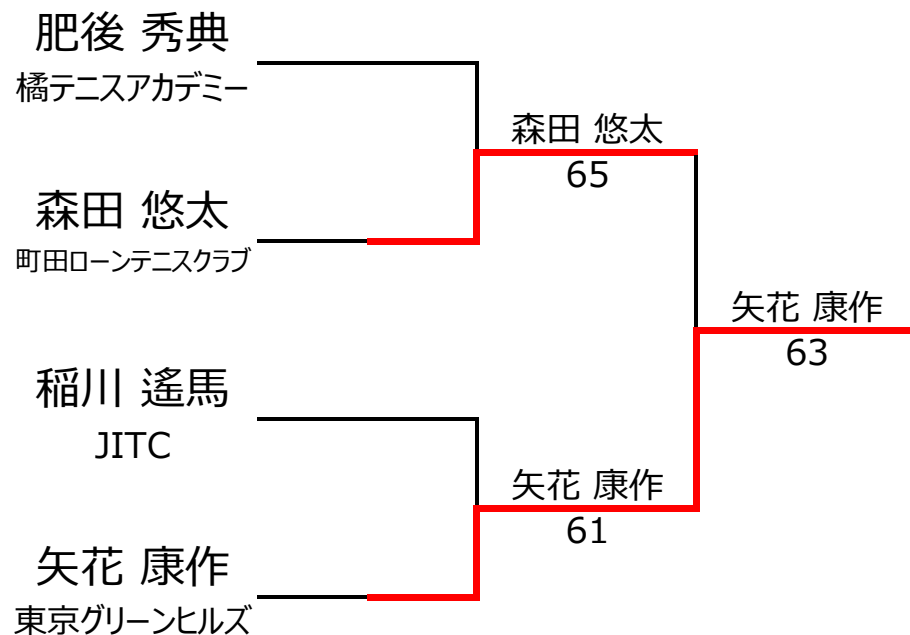 肥後 秀典
橘テニスアカデミー
森田 悠太
65
森田 悠太
町田ローンテニスクラブ
矢花 康作
63
稲川 遙馬
JITC
矢花 康作
61
矢花 康作
東京グリーンヒルズ